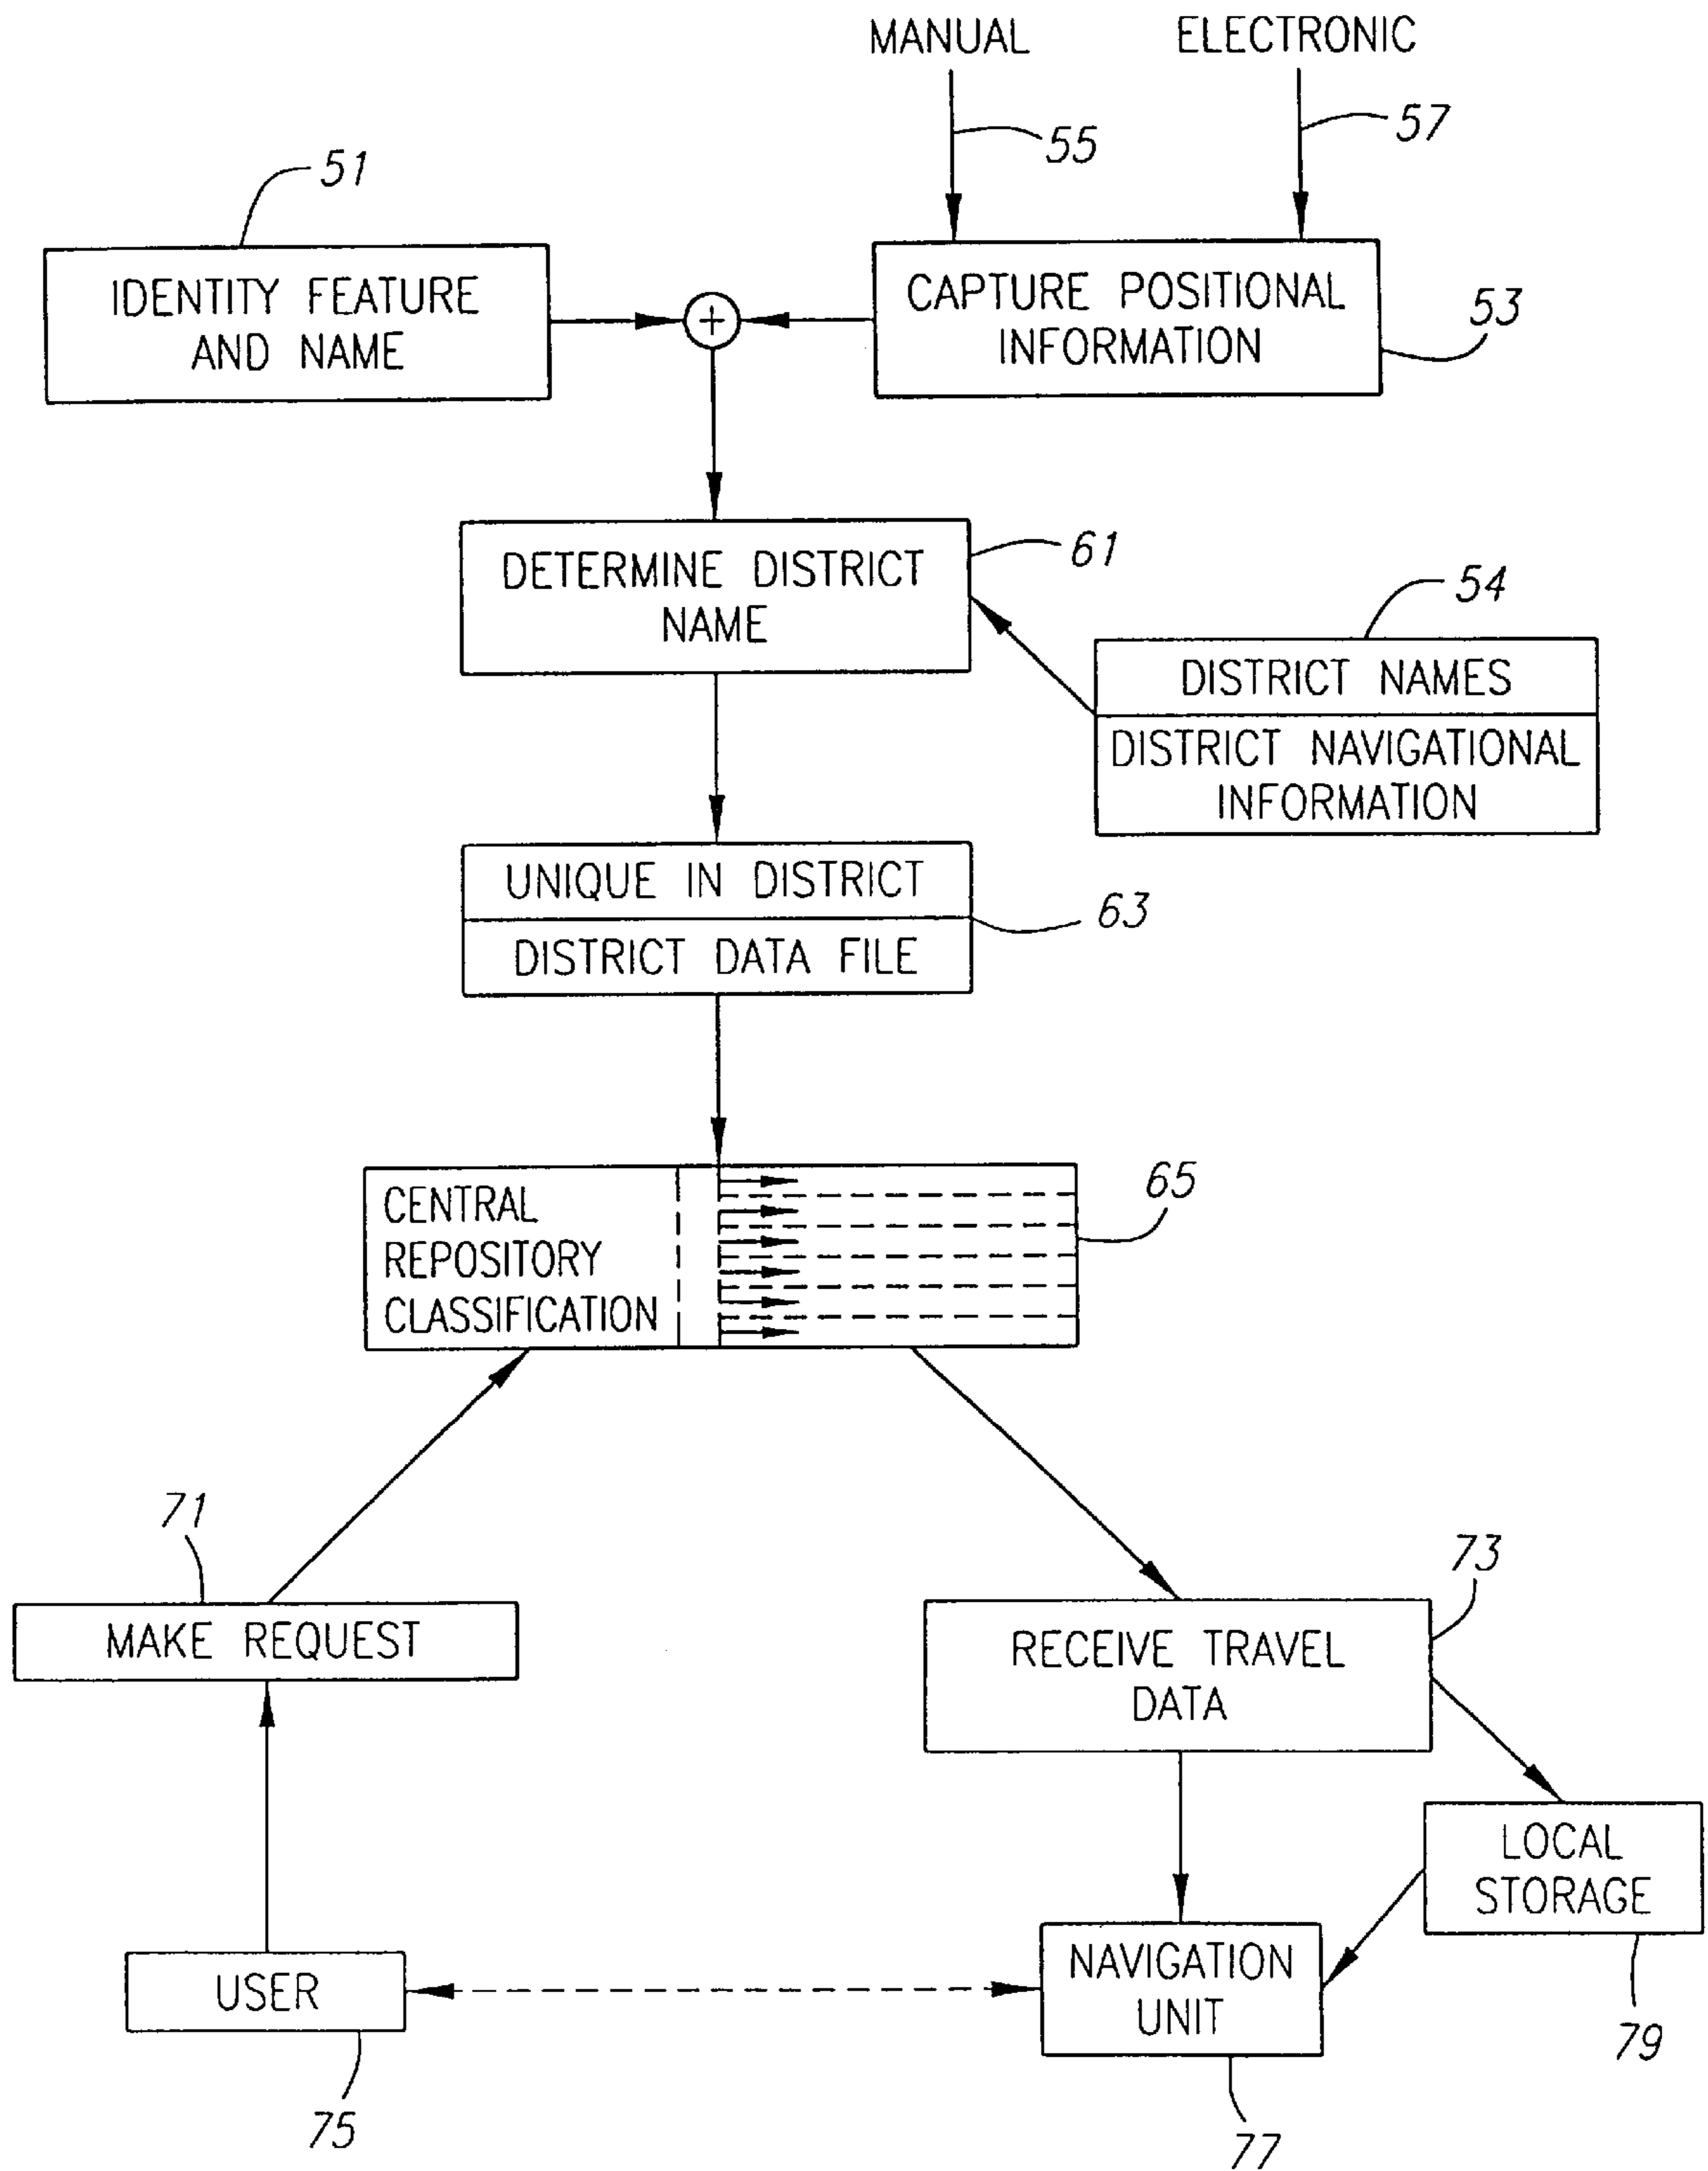 MANUAL
ELECTRONIC
55
57
51
IDENTITY FEATURE
AND NAME
+
CAPTURE POSITIONAL
INFORMATION
53
DETERMINE DISTRICT
NAME
61
54
DISTRICT NAMES
DISTRICT NAVIGATIONAL
INFORMATION
UNIQUE IN DISTRICT
DISTRICT DATA FILE
63
CENTRAL
REPOSITORY
CLASSIFICATION
65
71
MAKE REQUEST
73
RECEIVE TRAVEL
DATA
LOCAL
STORAGE
79
USER
75
NAVIGATION
UNIT
77